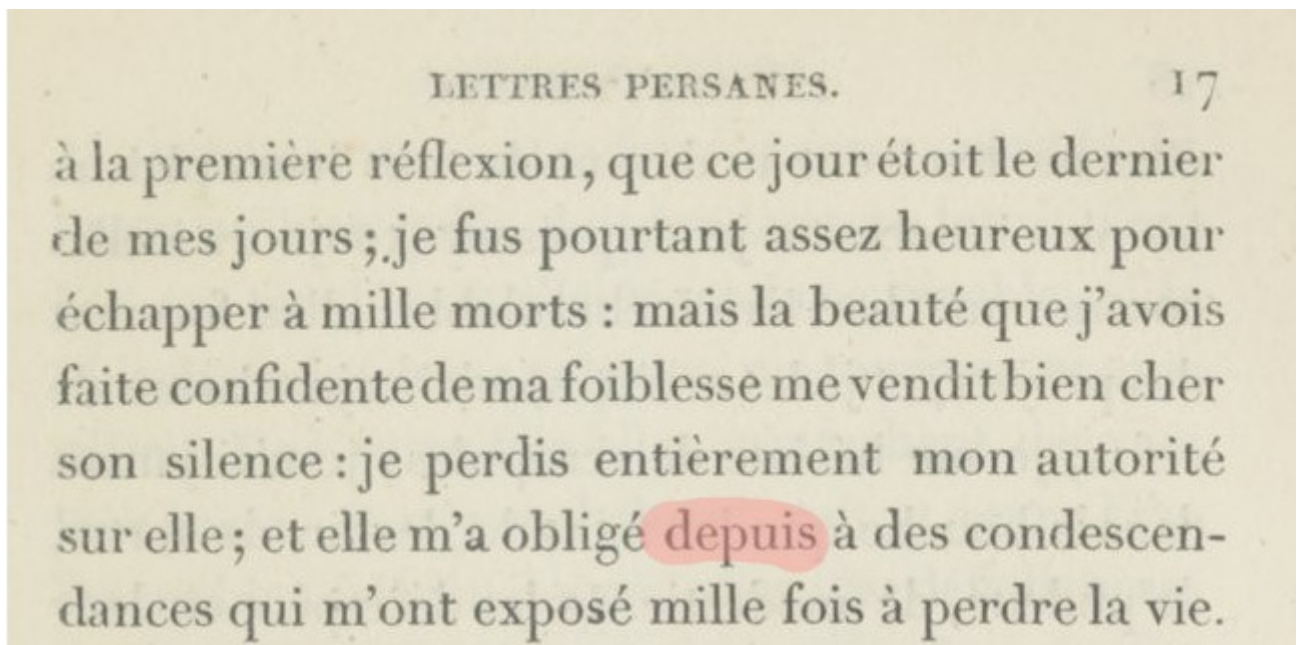 LETTRES PERSANES. 17
à la première réflexion, que ce jour étoit le dernier
de mes jours ; je fus pourtant assez heureux pour
échapper à mille morts : mais la beauté que j'avois
faite confidente de ma foiblesse me vendit bien cher
son silence : je perdis entièrement mon autorité
sur elle ; et elle m'a obligé depuis à des condescen-
dances qui m'ont exposé mille fois à perdre la vie.